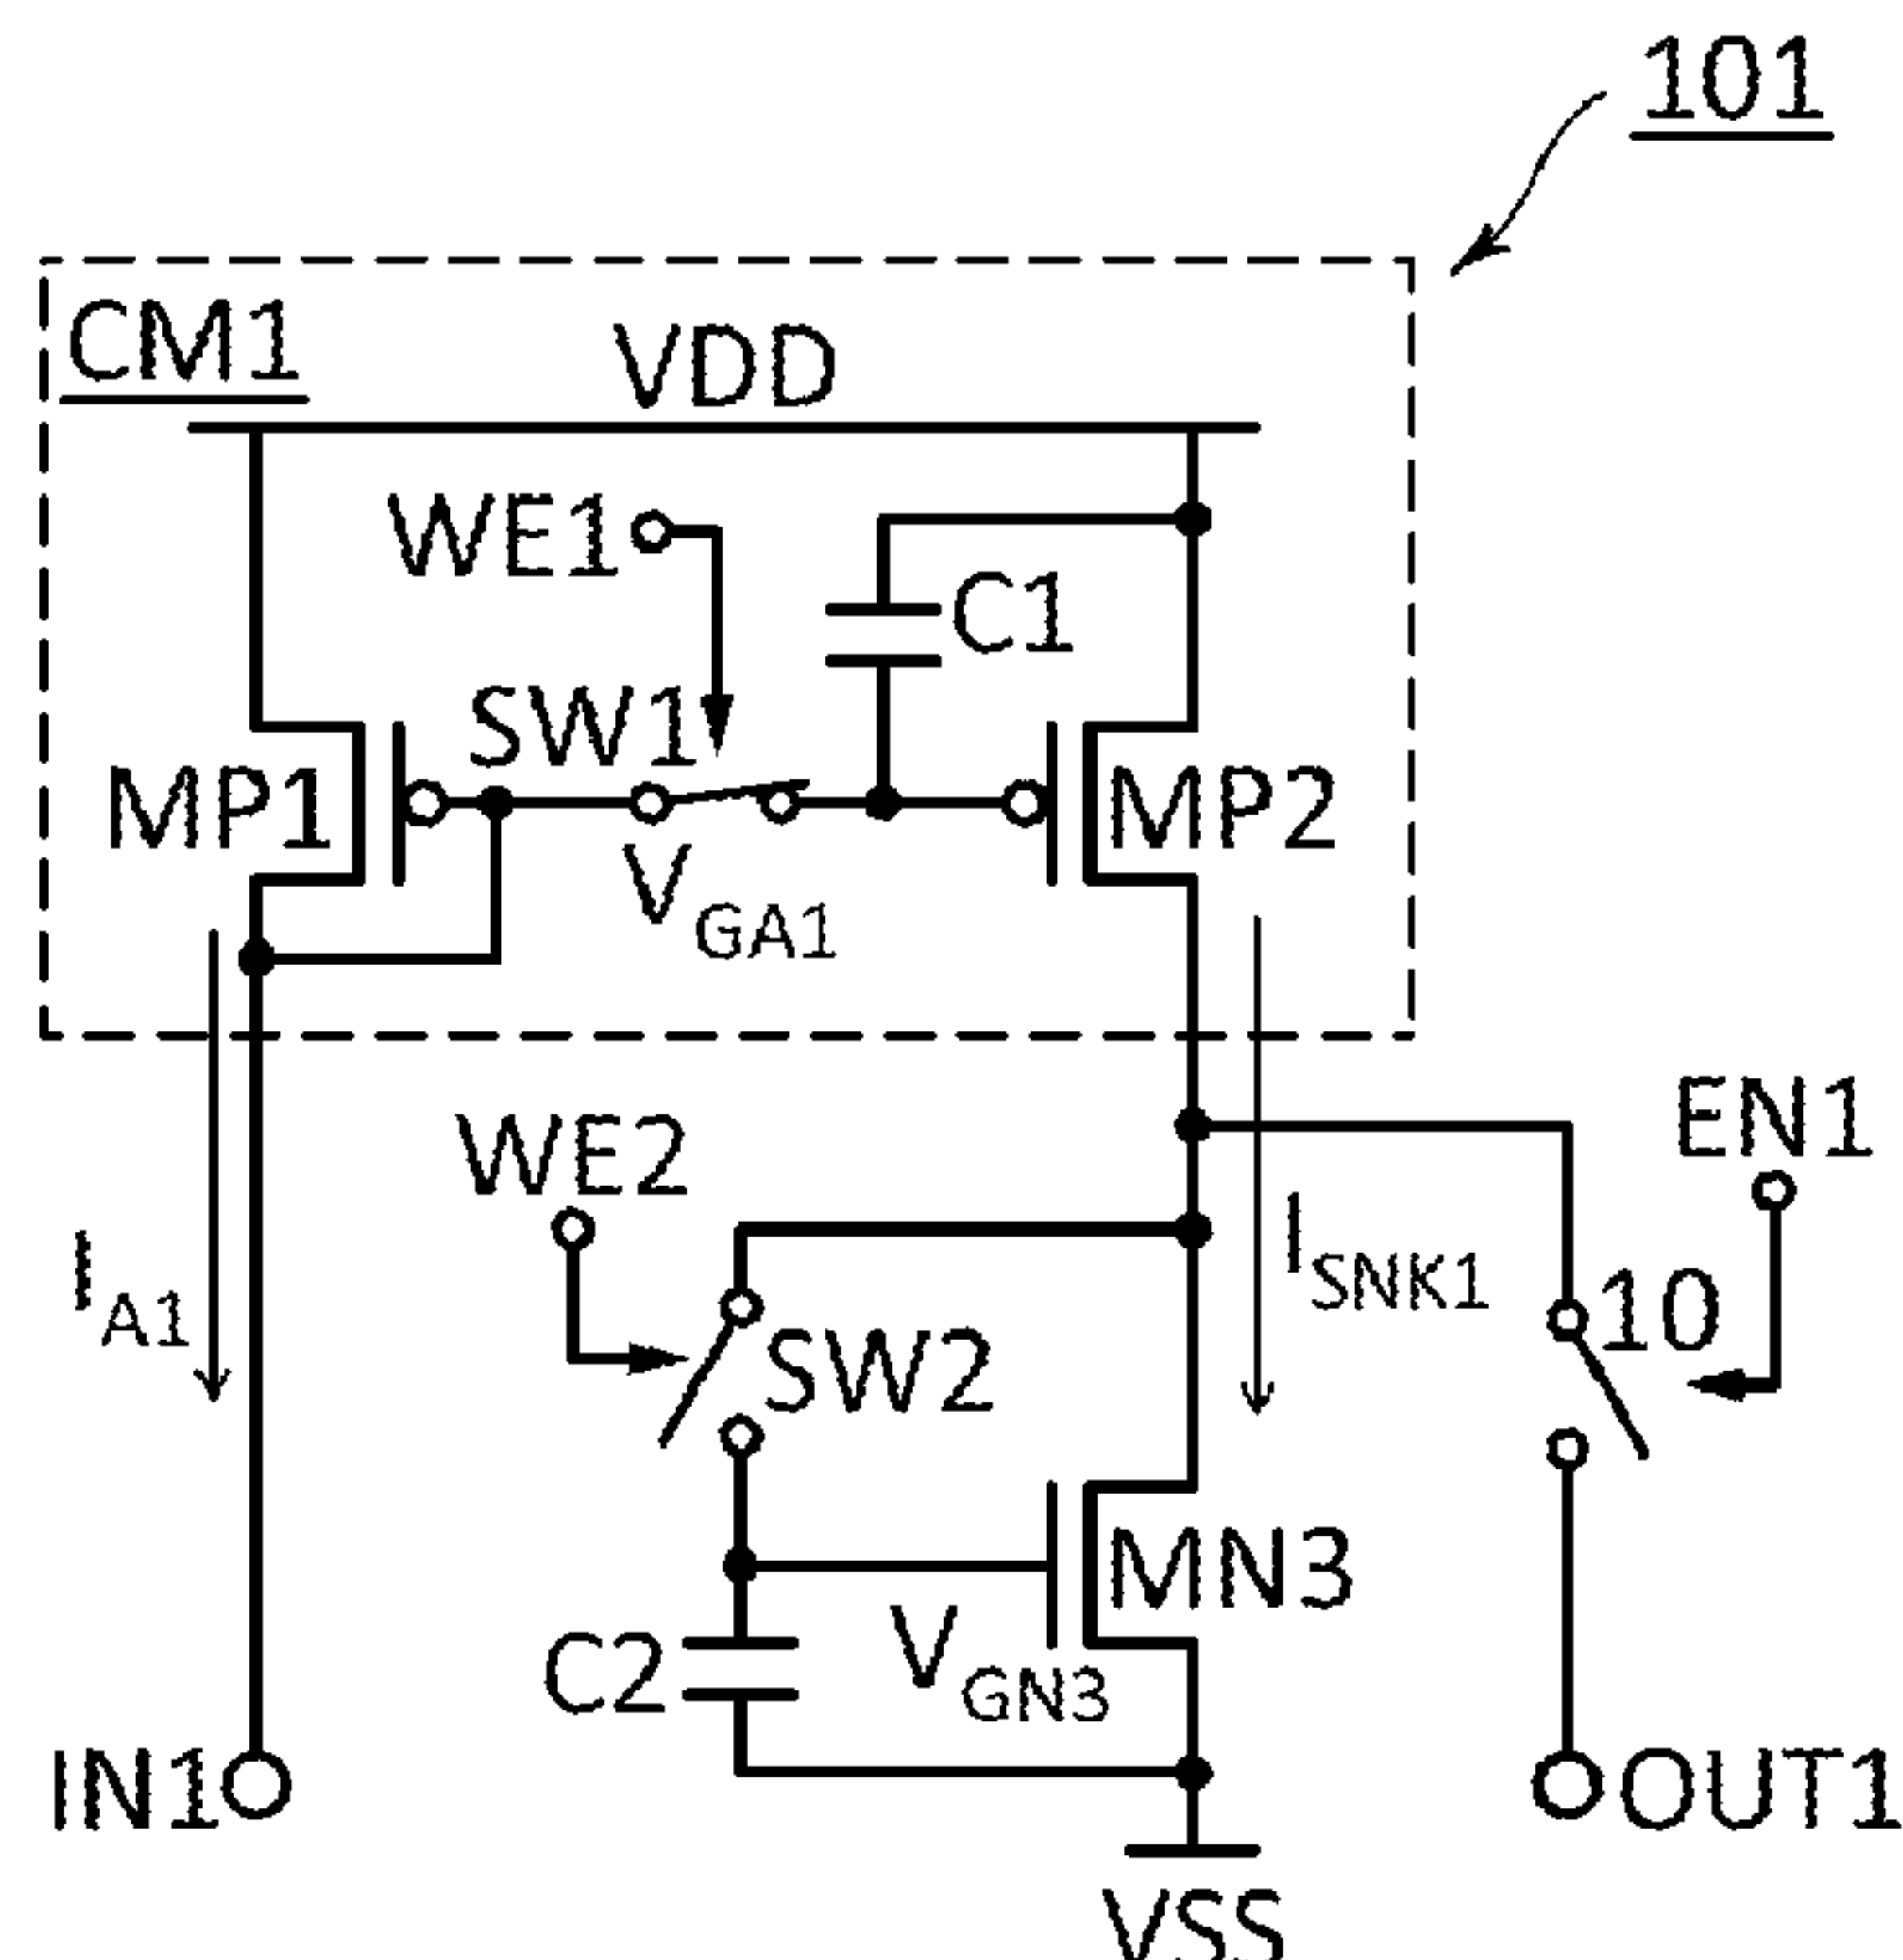 101
CM1
VDD
WE1
C1
SW1
MP1
MP2
VGA1
WE2
EN1
IA1
ISNK1
10
SW2
MN3
C2
VGN3
IN1
OUT1
VSS